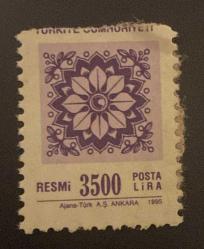 TÜRKİYE CUMHURİYETİ
RESMİ 3500 POSTA LİRA
Ajans-Türk A.Ş. ANKARA 1995